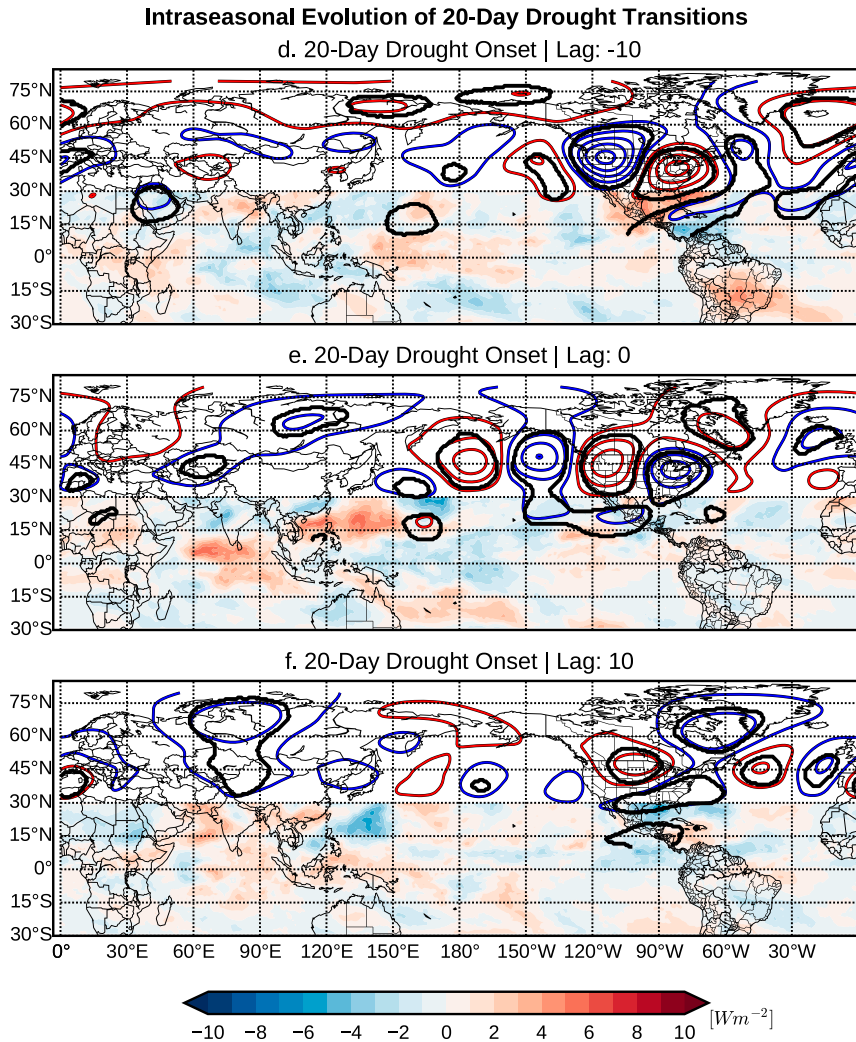 Intraseasonal Evolution of 20-Day Drought Transitions
d. 20-Day Drought Onset | Lag: -10
75°N
60°N
45°N
30°N
15°N
0°
15°S
30°S
e. 20-Day Drought Onset | Lag: 0
75°N
60°N
45°N
30°N
15°N
0°
15°S
30°S
f. 20-Day Drought Onset | Lag: 10
75°N
60°N
45°N
30°N
15°N
0°
15°S
30°S
0° 30°E 60°E 90°E 120°E 150°E 180° 150°W 120°W 90°W 60°W 30°W
−10 −8 −6 −4 −2 0 2 4 6 8 10 [Wm⁻²]